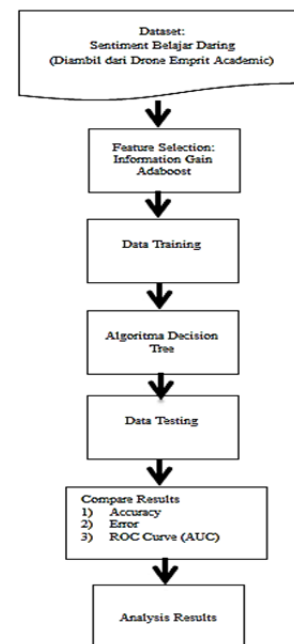 Dataset:
Sentiment Belajar Daring
(Diambil dari Drone Emprit Academic)
Feature Selection:
Information Gain
Adaboost
Data Training
Algoritma Decision
Tree
Data Testing
Compare Results
1) Accuracy
2) Error
3) ROC Curve (AUC)
Analysis Results